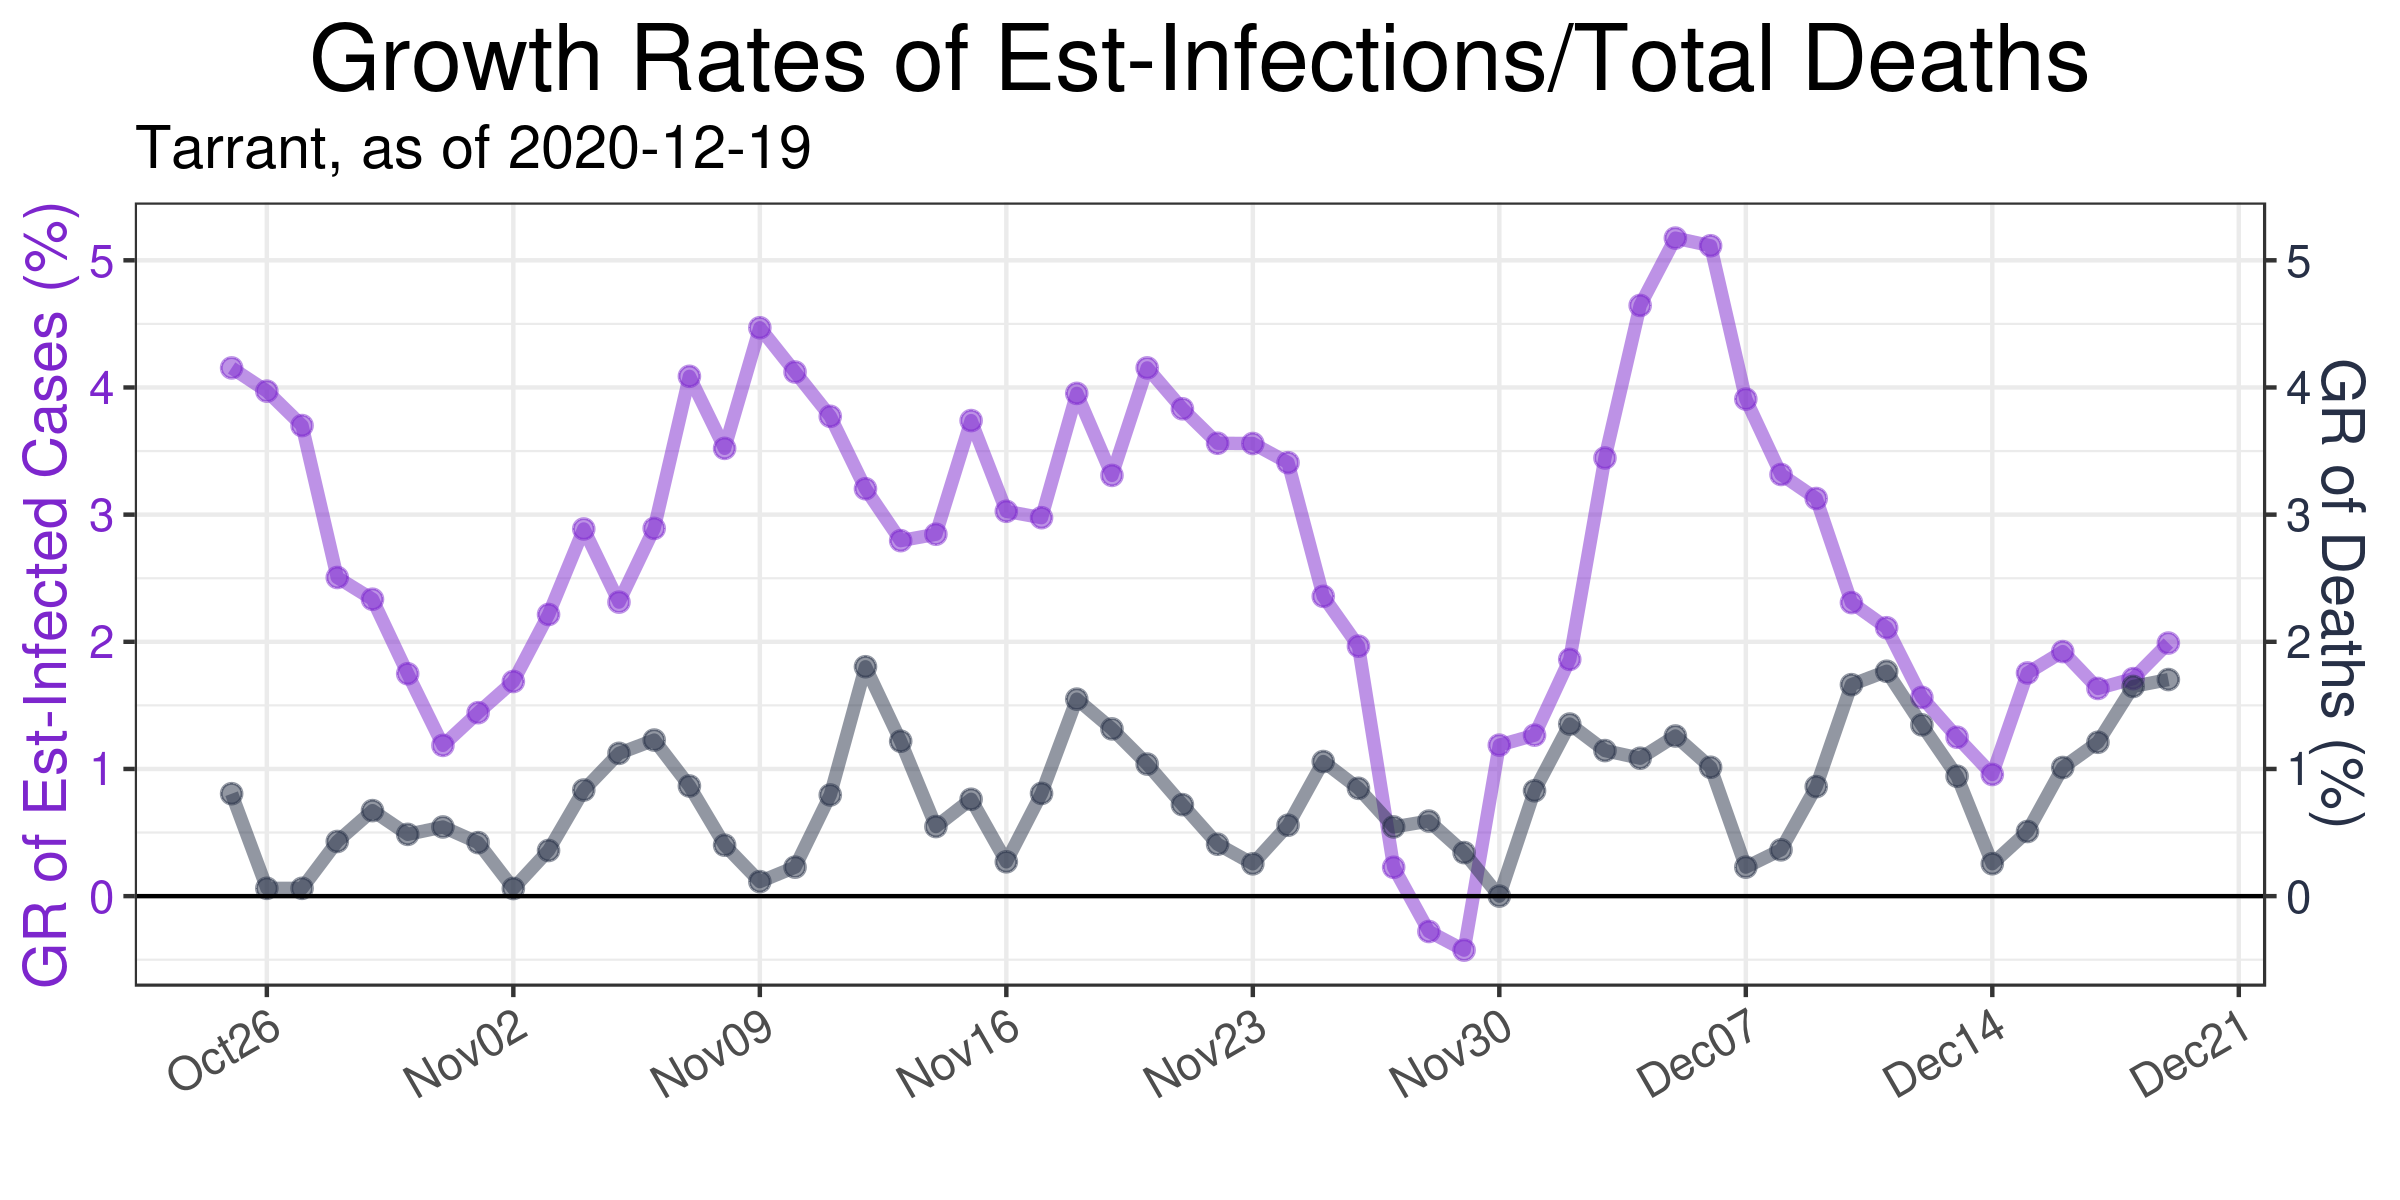 Growth Rates of Est-Infections/Total Deaths
Tarrant, as of 2020-12-19
GR of Est-Infected Cases (%)
5
4
3
2
1
0
5
4
3
2
1
0
GR of Deaths (%)
Oct26
Nov02
Nov09
Nov16
Nov23
Nov30
Dec07
Dec14
Dec21